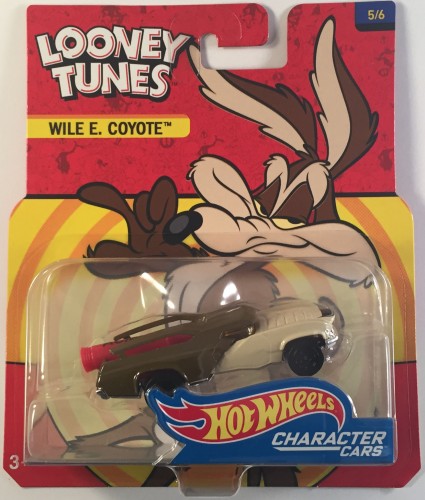 LOONEY
TUNES
5/6
WILE E. COYOTE™
HOT WHEELS
CHARACTER
CARS
3